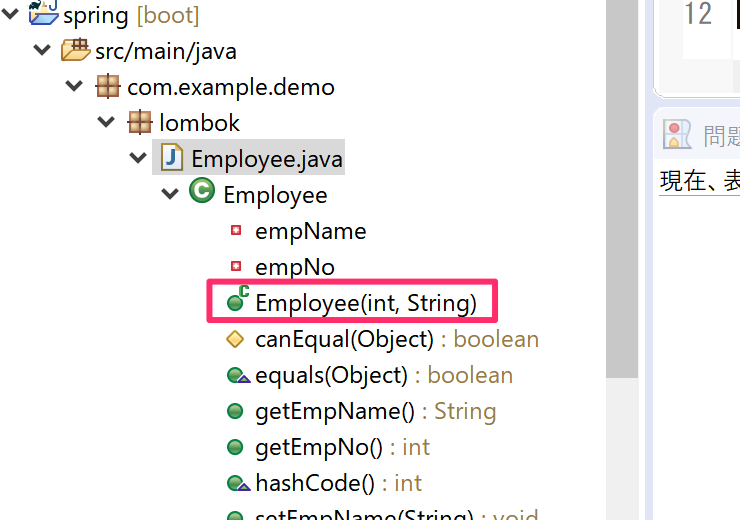 spring [boot]
src/main/java
com.example.demo
lombok
Employee.java
Employee
empName
empNo
Employee(int, String)
canEqual(Object) : boolean
equals(Object) : boolean
getEmpName() : String
getEmpNo() : int
hashCode() : int
setEmpName(String) : void
12
問題
現在、表